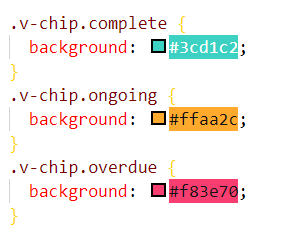 .v-chip.complete {
background: #3cd1c2;
}
.v-chip.ongoing {
background: #ffaa2c;
}
.v-chip.overdue {
background: #f83e70;
}